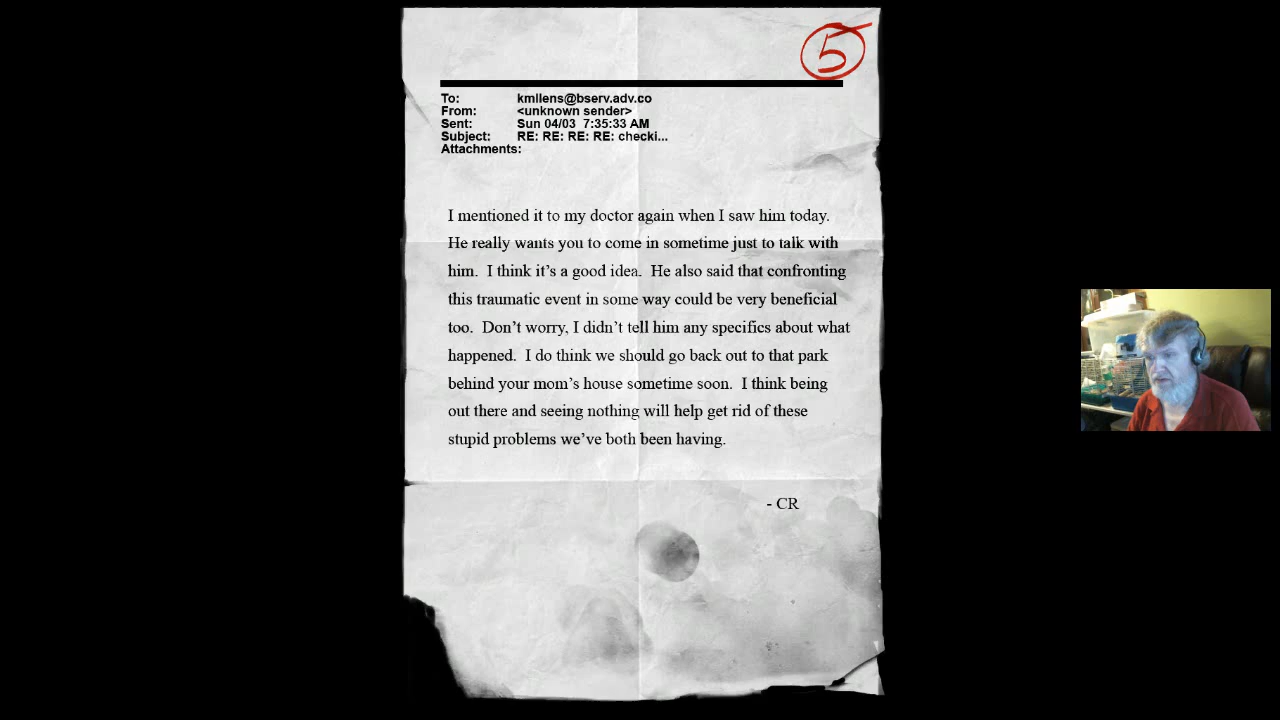 5
To: kmllens@bserv.adv.co
From: <unknown sender>
Sent: Sun 04/03 7:35:33 AM
Subject: RE: RE: RE: RE: checki...
Attachments:
I mentioned it to my doctor again when I saw him today.
He really wants you to come in sometime just to talk with
him. I think it’s a good idea. He also said that confronting
this traumatic event in some way could be very beneficial
too. Don’t worry, I didn’t tell him any specifics about what
happened. I do think we should go back out to that park
behind your mom’s house sometime soon. I think being
out there and seeing nothing will help get rid of these
stupid problems we’ve both been having.
- CR